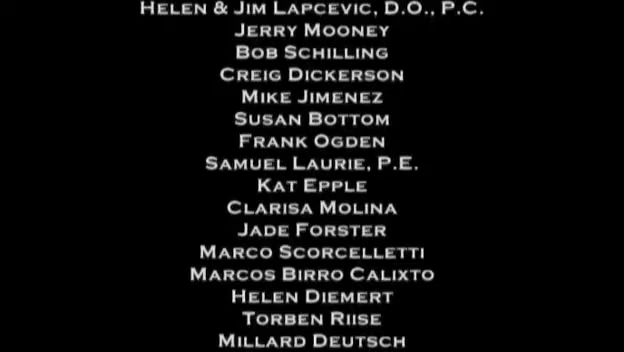 Helen & Jim Lapcevic, D.O., P.C.
Jerry Mooney
Bob Schilling
Creig Dickerson
Mike Jimenez
Susan Bottom
Frank Ogden
Samuel Laurie, P.E.
Kat Epple
Clarisa Molina
Jade Forster
Marco Scorcelletti
Marcos Birro Calixto
Helen Diemert
Torben Riise
Millard Deutsch